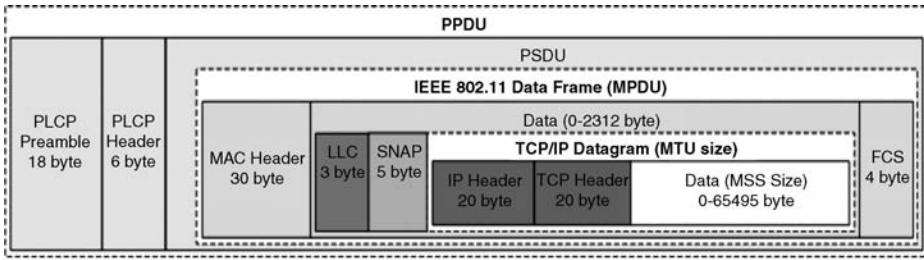 PPDU
PSDU
IEEE 802.11 Data Frame (MPDU)
PLCP
Preamble
18 byte
PLCP
Header
6 byte
MAC Header
30 byte
Data (0-2312 byte)
LLC
3 byte
SNAP
5 byte
TCP/IP Datagram (MTU size)
IP Header
20 byte
TCP Header
20 byte
Data (MSS Size)
0-65495 byte
FCS
4 byte